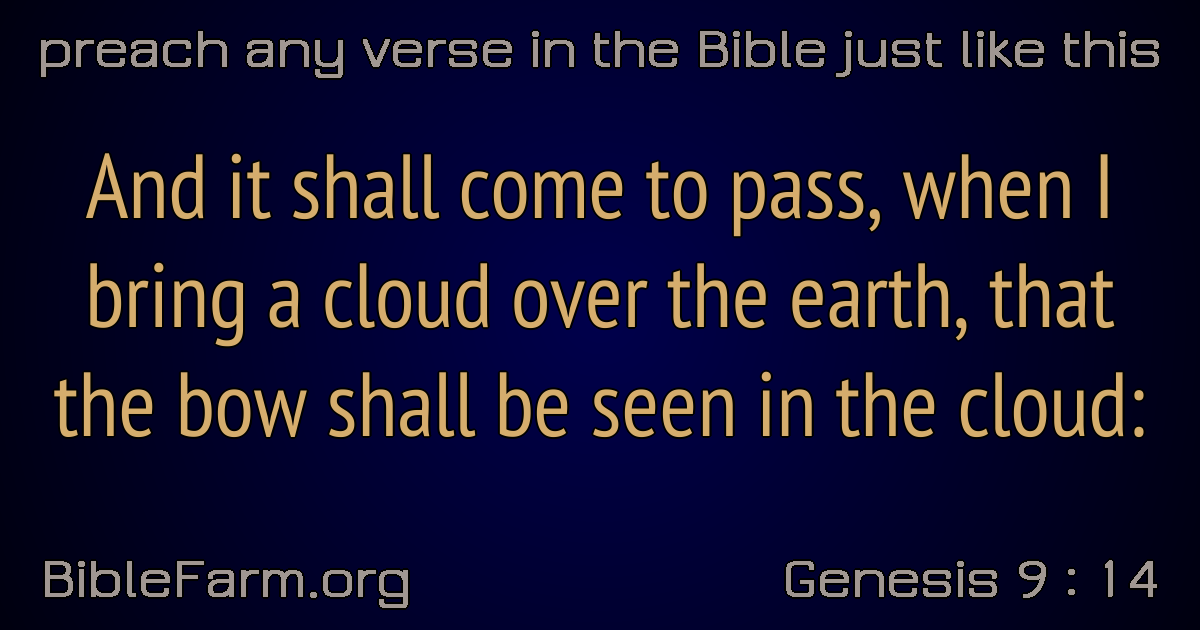 preach any verse in the Bible just like this
And it shall come to pass, when I
bring a cloud over the earth, that
the bow shall be seen in the cloud:
BibleFarm.org
Genesis 9 : 14